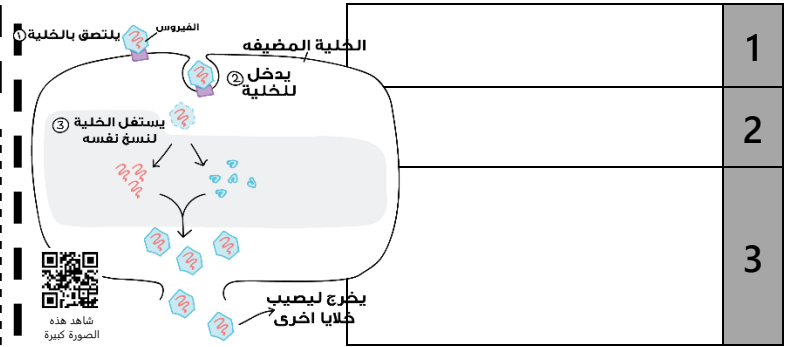 الفيروس
① يلتصق بالخلية
الخلية المضيفه
② يدخل
للخلية
③ يستغل الخلية
لنسخ نفسه
يخرج ليصيب
خلايا اخرى
شاهد هذه
الصورة كبيرة
1
2
3